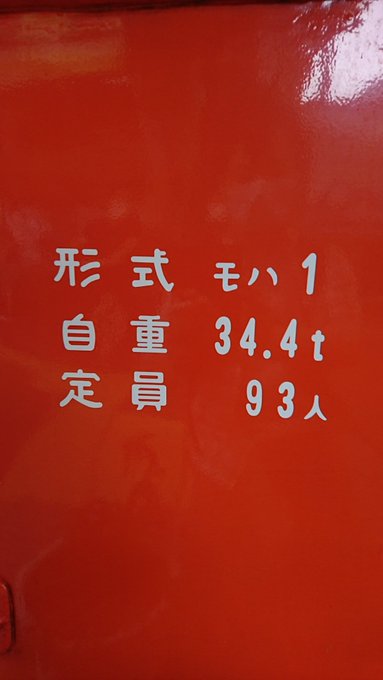 形式 モハ1
自重 34.4t
定員 93人